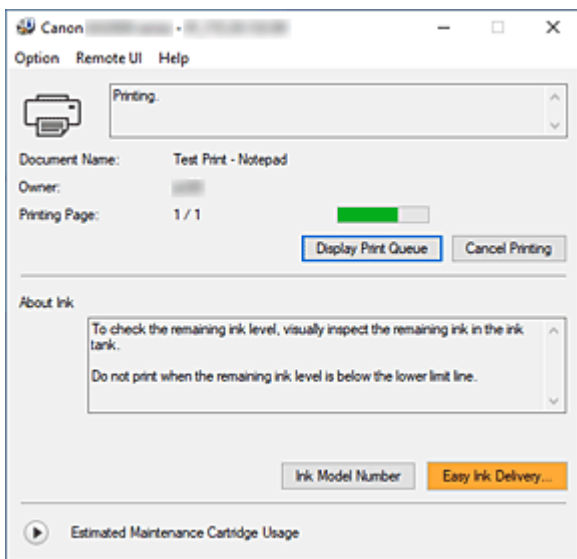 Canon -
Option Remote UI Help
Printing.
Document Name: Test Print - Notepad
Owner:
Printing Page: 1 / 1
Display Print Queue Cancel Printing
About Ink
To check the remaining ink level, visually inspect the remaining ink in the ink
tank.
Do not print when the remaining ink level is below the lower limit line.
Ink Model Number Easy Ink Delivery...
Estimated Maintenance Cartridge Usage